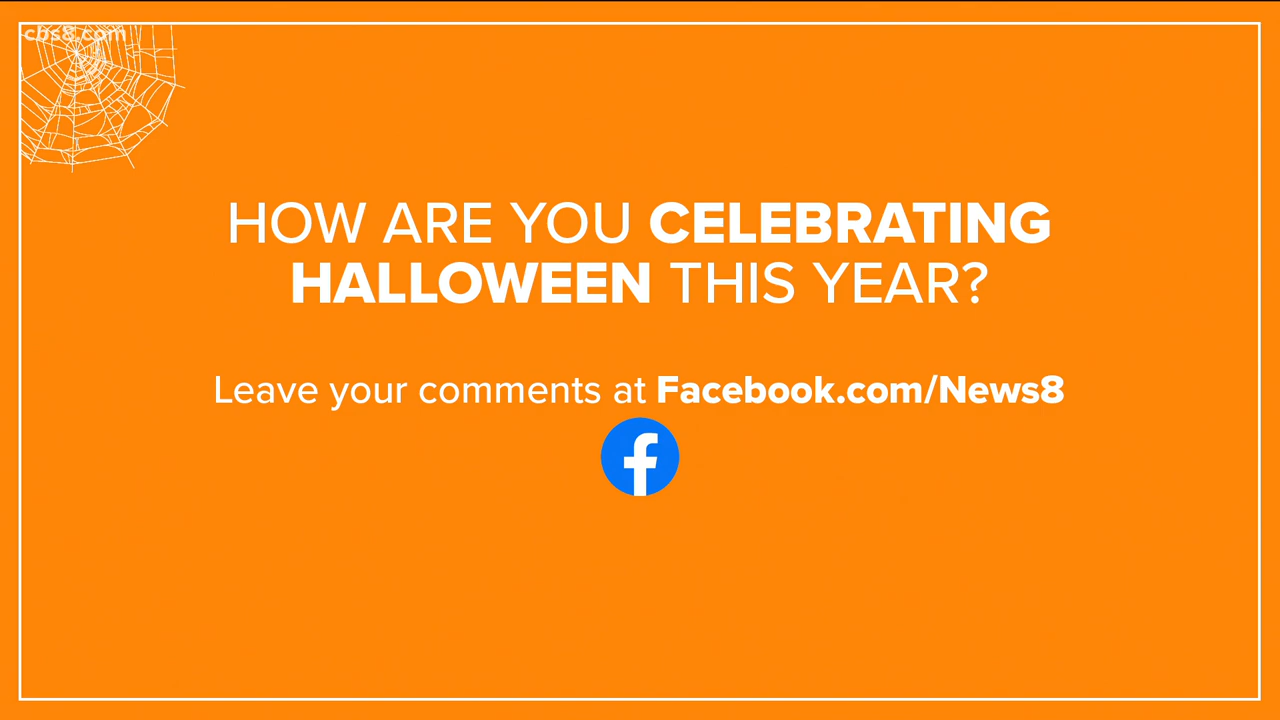 cbs8.com
HOW ARE YOU CELEBRATING
HALLOWEEN THIS YEAR?
Leave your comments at Facebook.com/News8